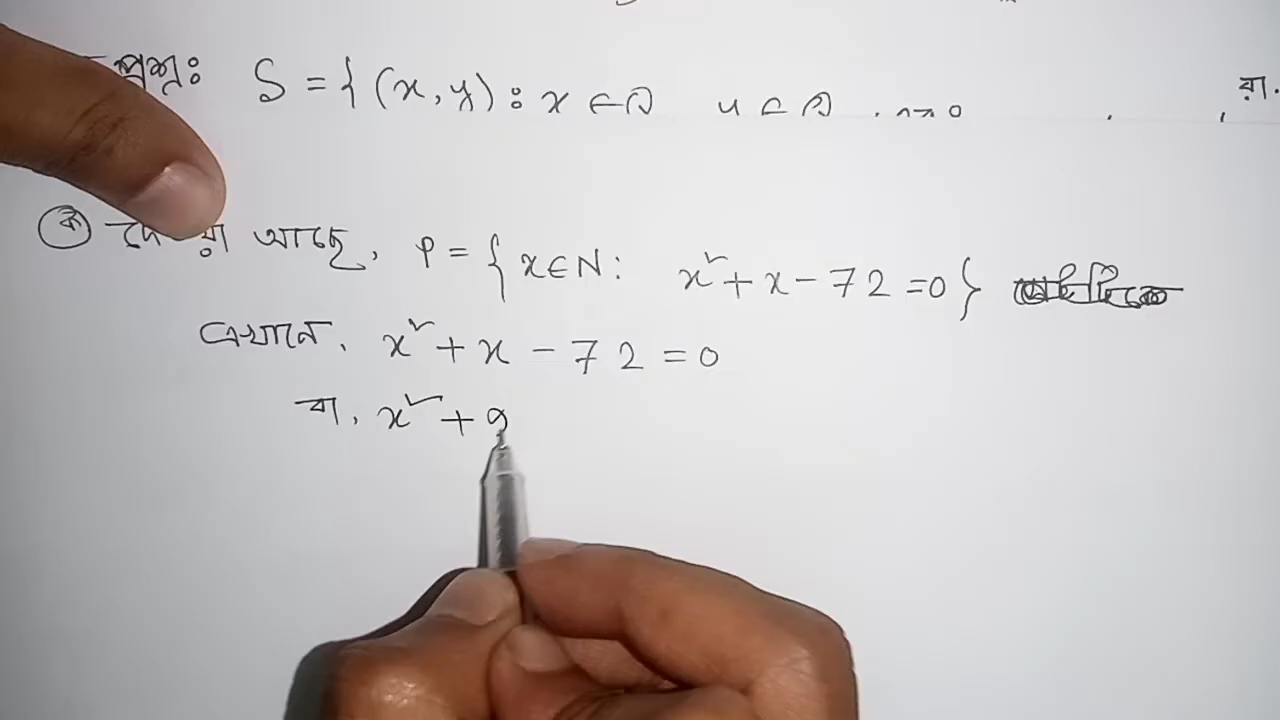 প্রশ্নঃ S = { (x, y) : x ∈ A
রা.
(ক) দেওয়া আছে, P = { x ∈ N : x² + x − 72 = 0 }
এখানে, x² + x − 72 = 0
বা, x² + 9